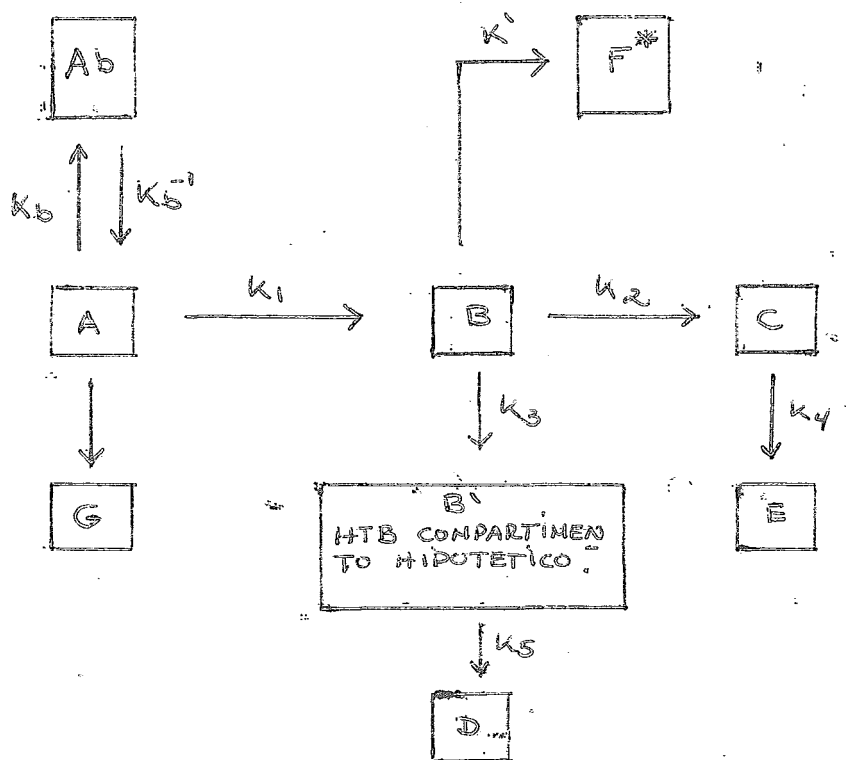 Ab
F*
K'
Kb
Kb⁻¹
A
K1
B
K2
C
K3
K4
G
B'
HTB COMPARTIMEN
TO HIPOTETICO.
E
K5
D